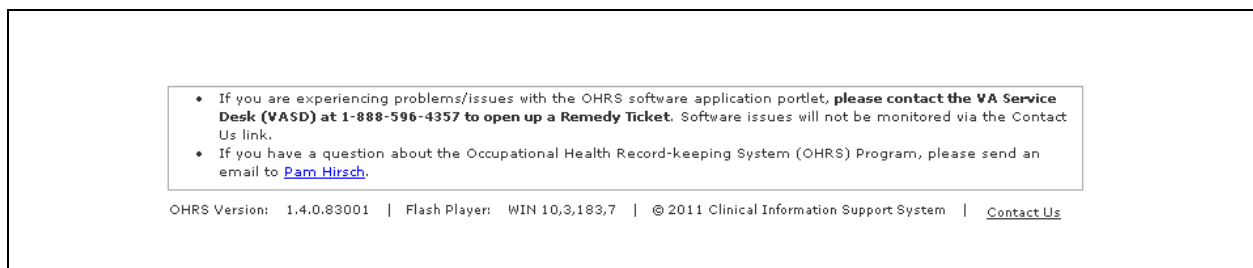 • If you are experiencing problems/issues with the OHRS software application portlet, please contact the VA Service
Desk (VASD) at 1-888-596-4357 to open up a Remedy Ticket. Software issues will not be monitored via the Contact
Us link.
• If you have a question about the Occupational Health Record-keeping System (OHRS) Program, please send an
email to Pam Hirsch.
OHRS Version: 1.4.0.83001 | Flash Player: WIN 10,3,183,7 | © 2011 Clinical Information Support System | Contact Us